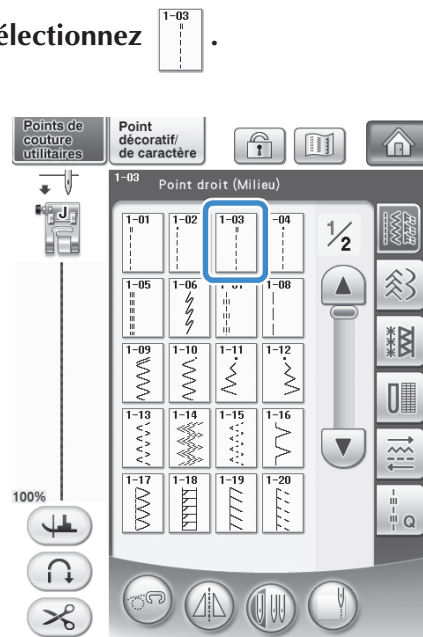 électionnez 1-03 .
Points de couture utilitaires
Point décoratif/ de caractère
1-03
Point droit (Milieu)
J
1-01 1-02 1-03 -04
1/2
1-05 1-06 1-08
1-09 1-10 1-11 1-12
1-13 1-14 1-15 1-16
1-17 1-18 1-19 1-20
100%
Q